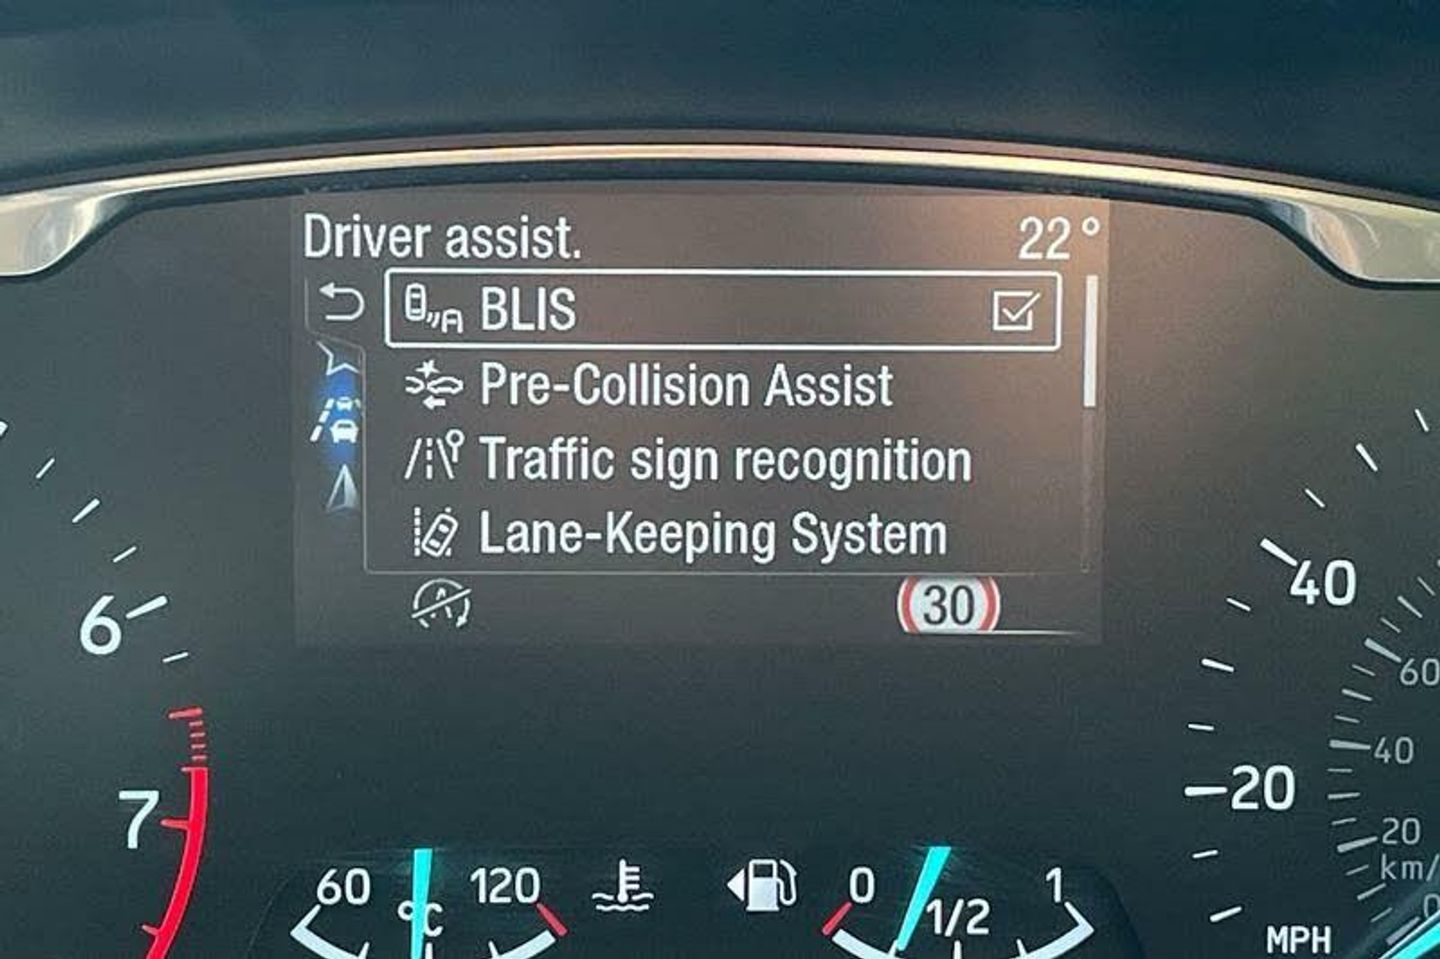 Driver assist. 22°
BLIS
Pre-Collision Assist
Traffic sign recognition
Lane-Keeping System
A
30
6
7
60 °C 120
0 1/2 1
40
20
MPH
60
40
20
km/
0